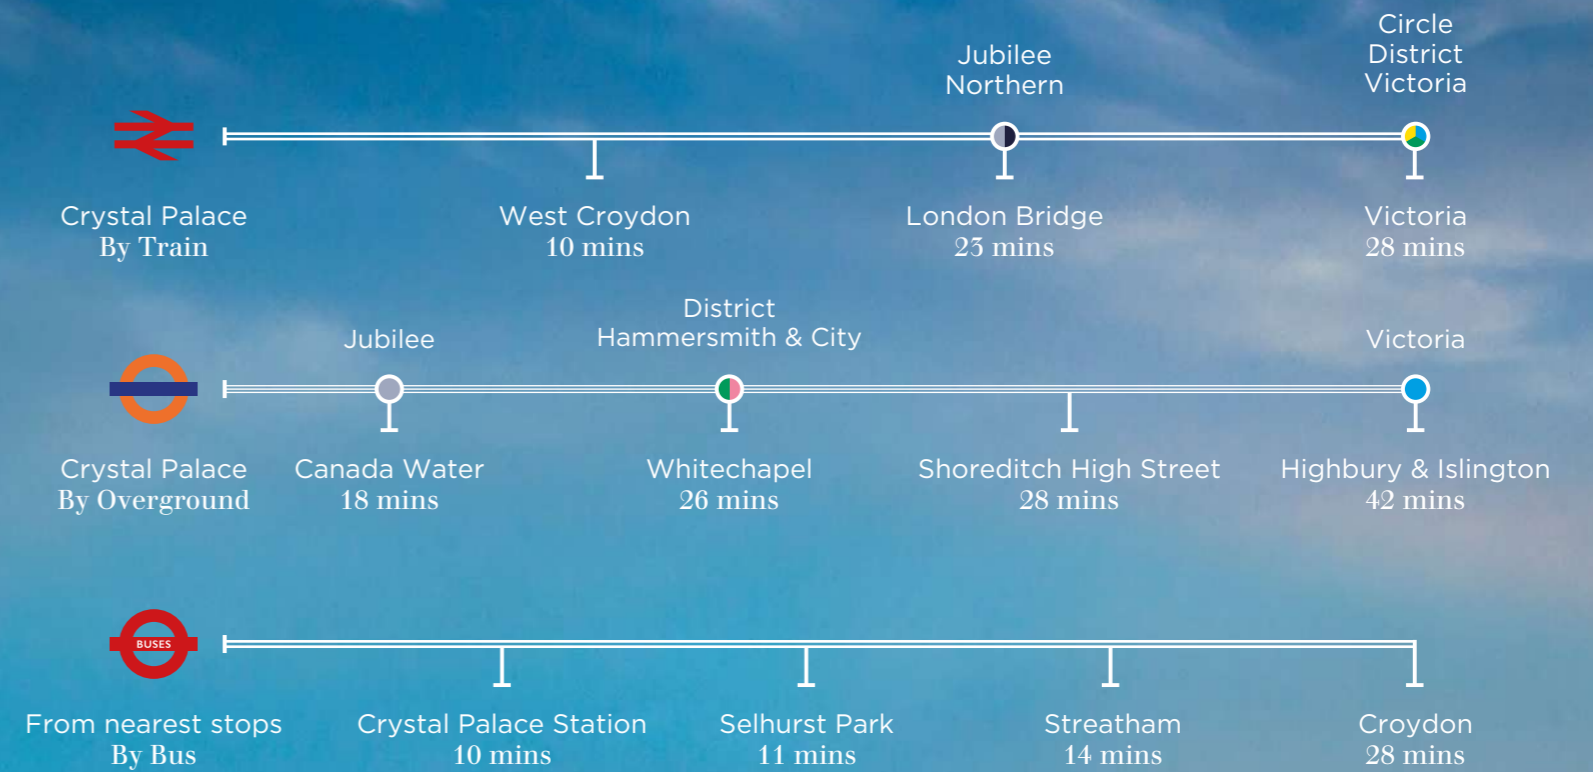 Circle
District
Victoria
Jubilee
Northern
Crystal Palace
By Train
West Croydon
10 mins
London Bridge
23 mins
Victoria
28 mins
District
Hammersmith & City
Jubilee
Victoria
Crystal Palace
By Overground
Canada Water
18 mins
Whitechapel
26 mins
Shoreditch High Street
28 mins
Highbury & Islington
42 mins
BUSES
From nearest stops
By Bus
Crystal Palace Station
10 mins
Selhurst Park
11 mins
Streatham
14 mins
Croydon
28 mins